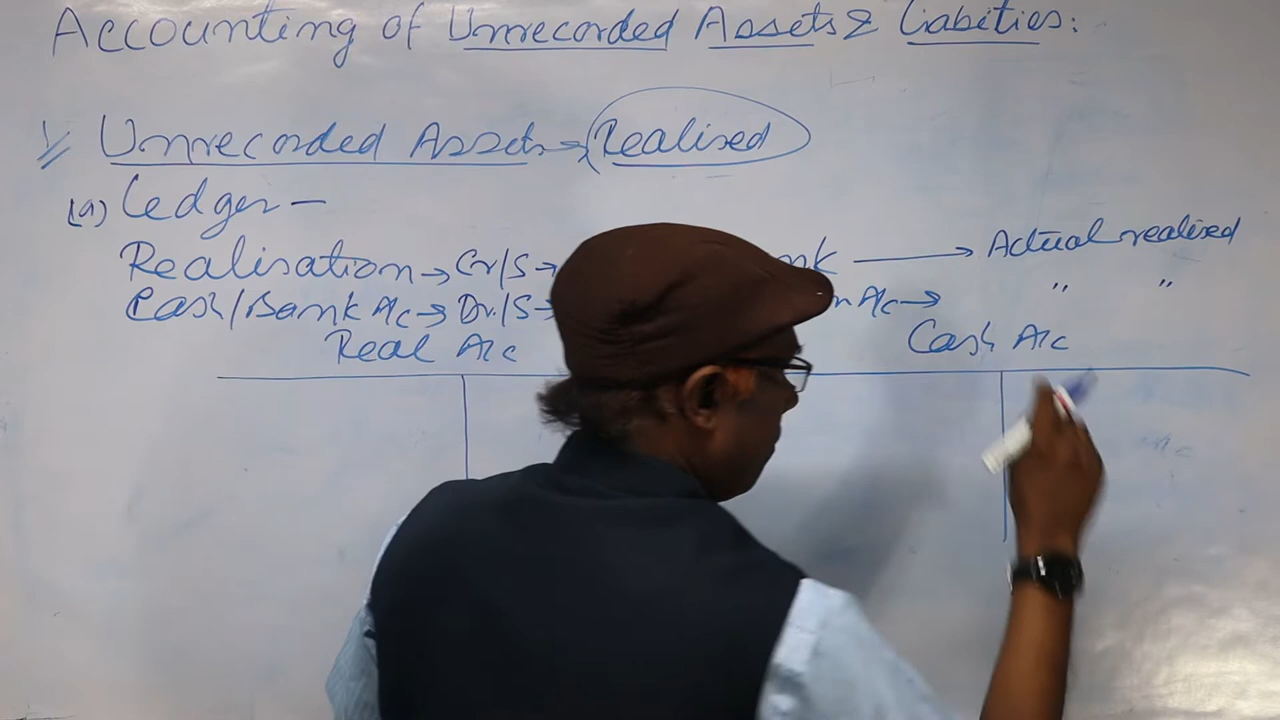 Accounting of Unrecorded Assets & Liabities:
1/ Unrecorded Assets → Realised
(a) Ledger –
Realisation → Cr/S → nk → Actual realised
Cash/Bank A/c → Dr./S → n A/c → " "
Real A/c Cash A/c